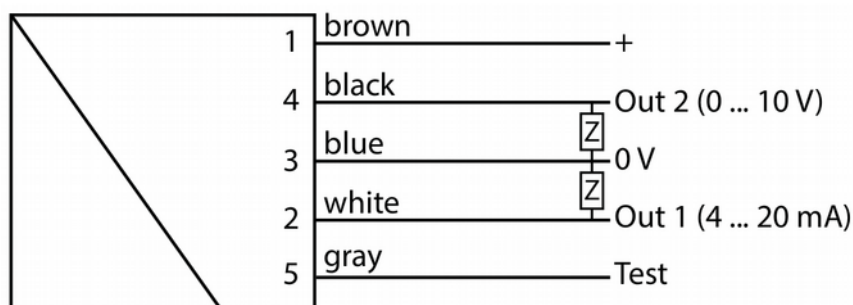 1 brown +
4 black Out 2 (0 ... 10 V)
Z
3 blue 0 V
Z
2 white Out 1 (4 ... 20 mA)
5 gray Test